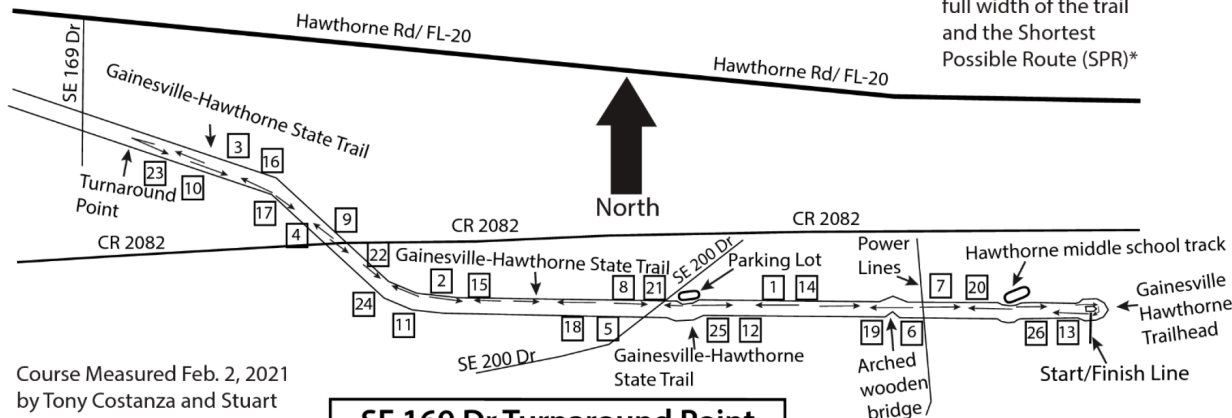 full width of the trail
and the Shortest
Possible Route (SPR)*
Hawthorne Rd/ FL-20
Hawthorne Rd/ FL-20
SE 169 Dr
Gainesville-Hawthorne State Trail
3
16
23
10
Turnaround
Point
17
4
9
22
North
CR 2082
CR 2082
CR 2082
Gainesville-Hawthorne State Trail
SE 200 Dr
Parking Lot
Power
Lines
Hawthorne middle school track
2
15
8
21
1
14
7
20
Gainesville
Hawthorne
Trailhead
24
11
18
5
25
12
19
6
26
13
SE 200 Dr
Gainesville-Hawthorne
State Trail
Arched
wooden
bridge
Start/Finish Line
Course Measured Feb. 2, 2021
by Tony Costanza and Stuart
SE 169 Dr Turnaround Point